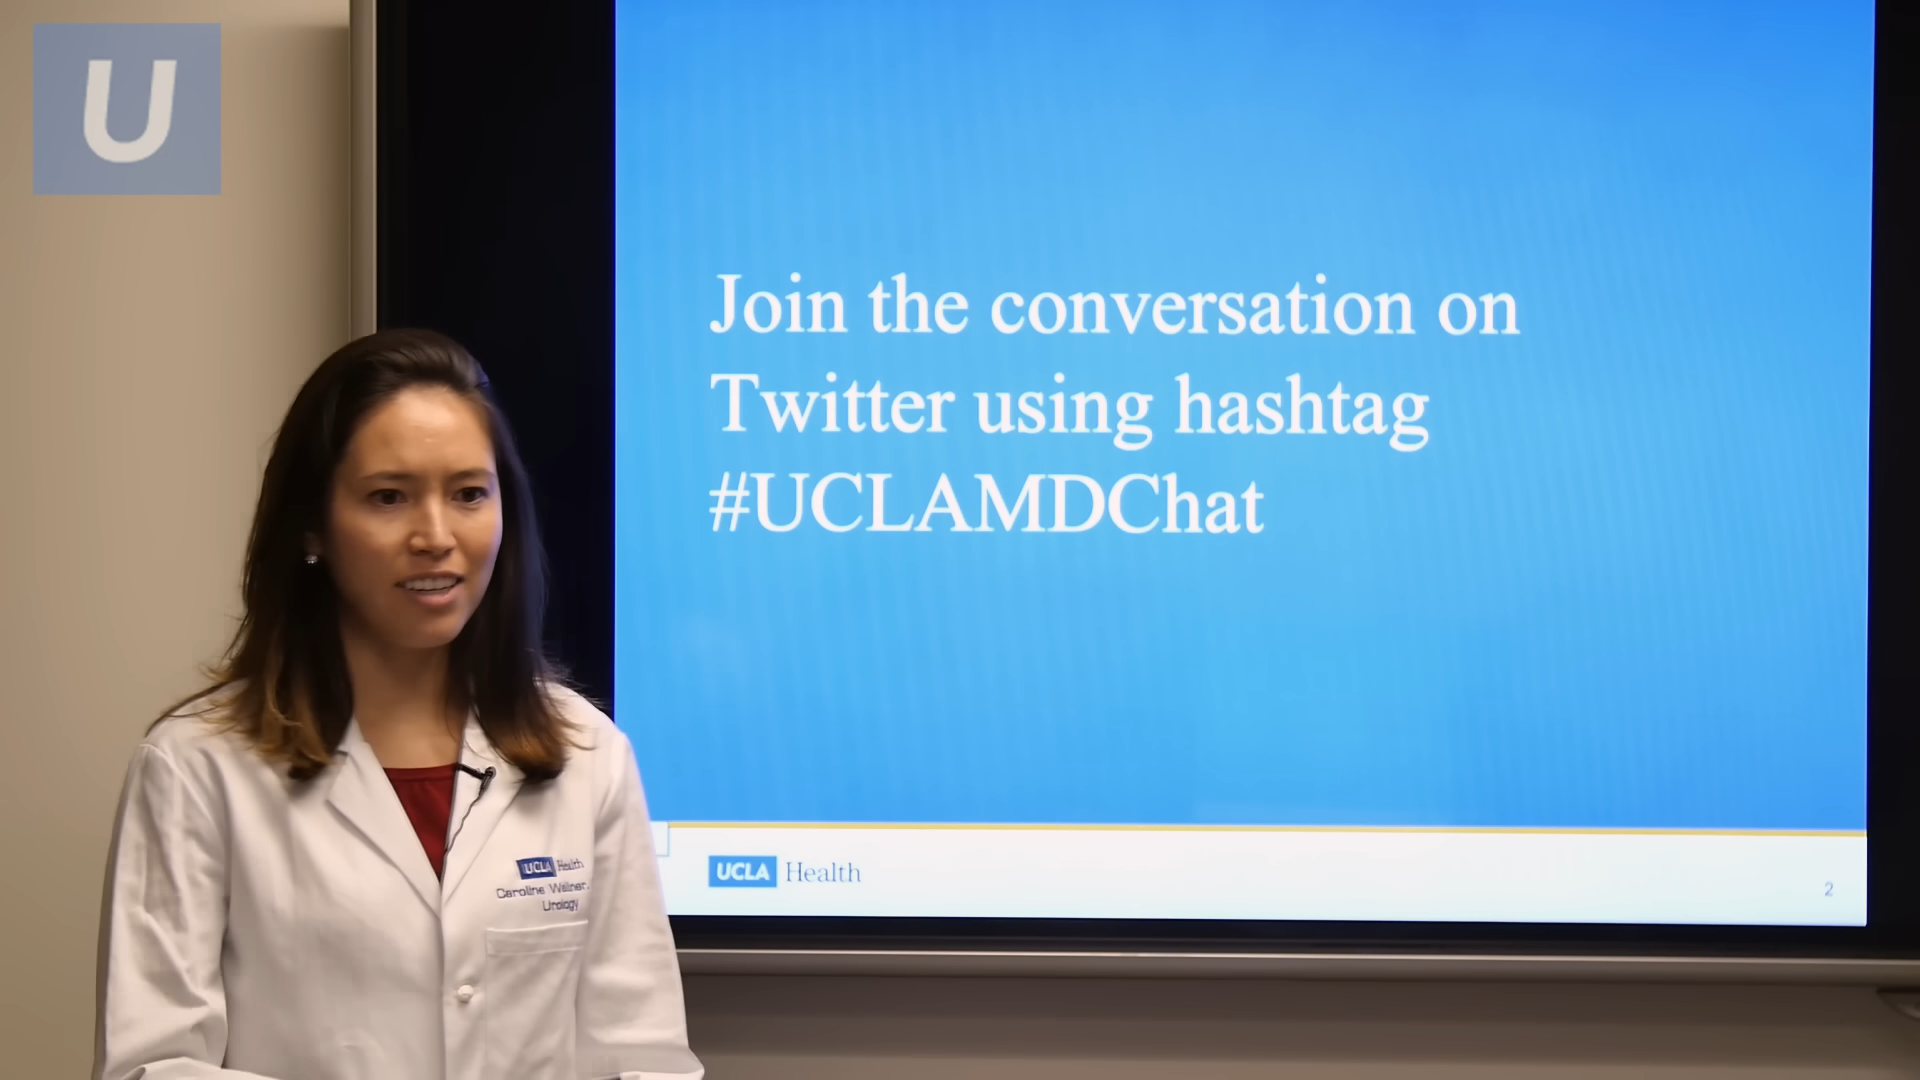 U
Join the conversation on
Twitter using hashtag
#UCLAMDChat
UCLA Health
2
UCLA Health
Caroline Wallner,
Urology